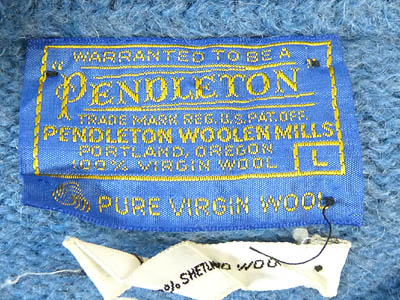 WARRANTED TO BE A
"PENDLETON"
TRADE MARK REG. U.S. PAT. OFF.
PENDLETON WOOLEN MILLS
PORTLAND, OREGON
100% VIRGIN WOOL
L
PURE VIRGIN WOOL
% SHETLAND WOOL